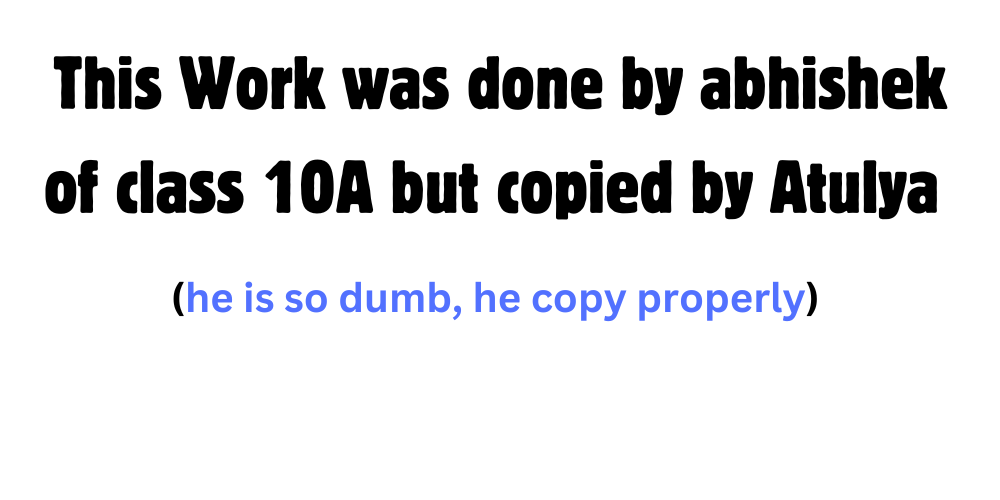 This Work was done by abhishek
of class 10A but copied by Atulya
(he is so dumb, he copy properly)